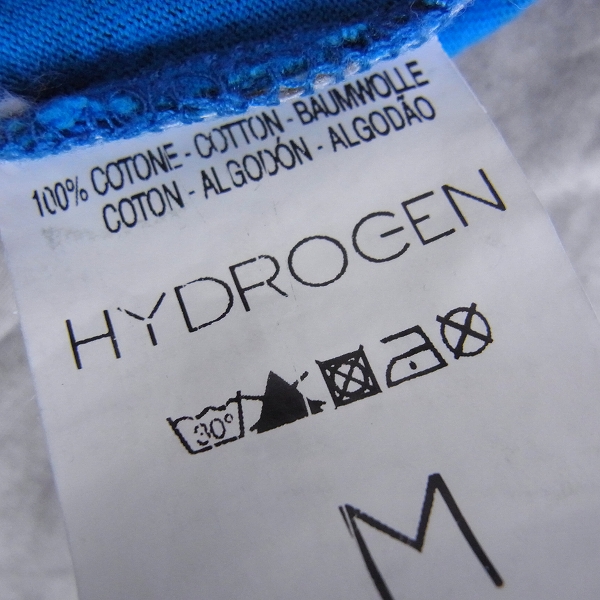 100% COTONE - COTTON - BAUMWOLLE
COTON - ALGODÓN - ALGODÃO
HYDROGEN
30°
M